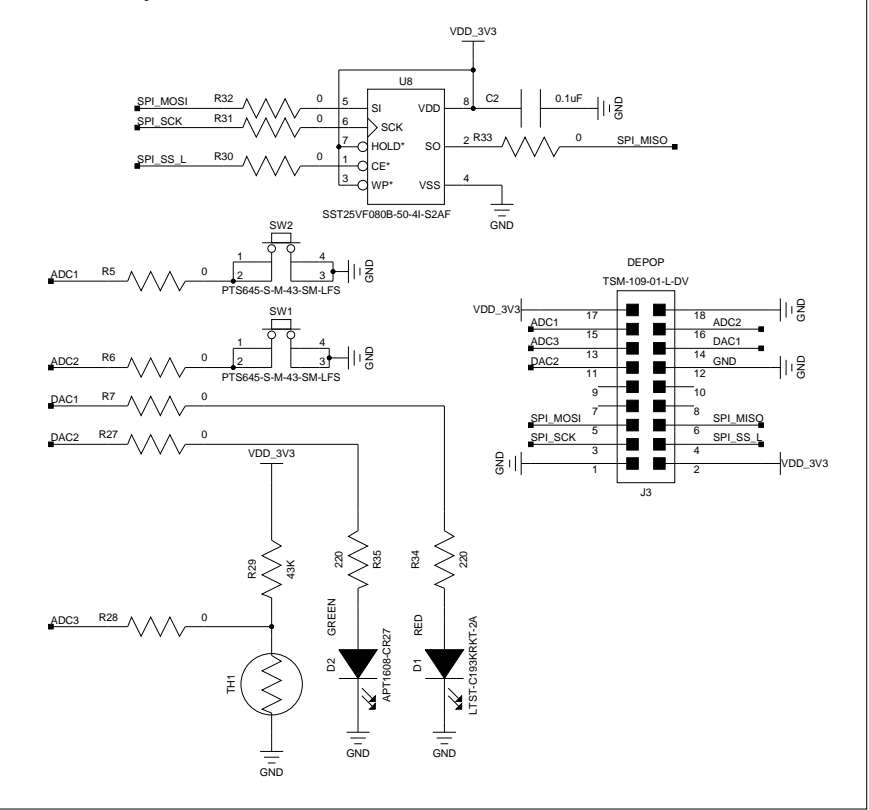 VDD_3V3
U8
SPI_MOSI R32 0 5 SI VDD 8 C2 0.1uF GND
SPI_SCK R31 0 6 SCK
7 HOLD* SO 2 R33 0 SPI_MISO
SPI_SS_L R30 0 1 CE*
3 WP* VSS 4
GND
SST25VF080B-50-4I-S2AF
SW2
1 4
ADC1 R5 0 2 3 GND
PTS645-S-M-43-SM-LFS
SW1
1 4
ADC2 R6 0 2 3 GND
PTS645-S-M-43-SM-LFS
DAC1 R7 0
DAC2 R27 0
VDD_3V3
R29 43K
ADC3 R28 0
TH1
GND
220 R35
GREEN
D2 APT1608-CR27
GND
R34 220
RED
D1 LTST-C193KRKT-2A
GND
DEPOP
TSM-109-01-L-DV
VDD_3V3 17 18 GND
ADC1 15 16 ADC2
ADC3 13 14 DAC1
DAC2 11 12 GND GND
9 10
7 8
SPI_MOSI 5 6 SPI_MISO
SPI_SCK 3 4 SPI_SS_L
GND 1 2 VDD_3V3
J3